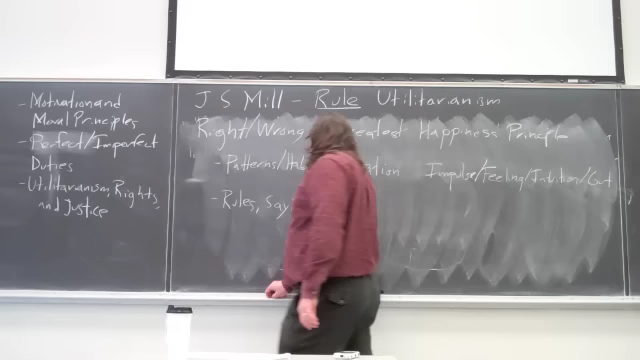 - Motivation and
Moral Principles
- Perfect/Imperfect
Duties
- Utilitarianism, Rights,
and Justice
J S Mill - Rule Utilitarianism
Right/Wrong Happiness Principle
- Patterns/ Impulse/Feeling/Intuition/Gut
- Rules, Say